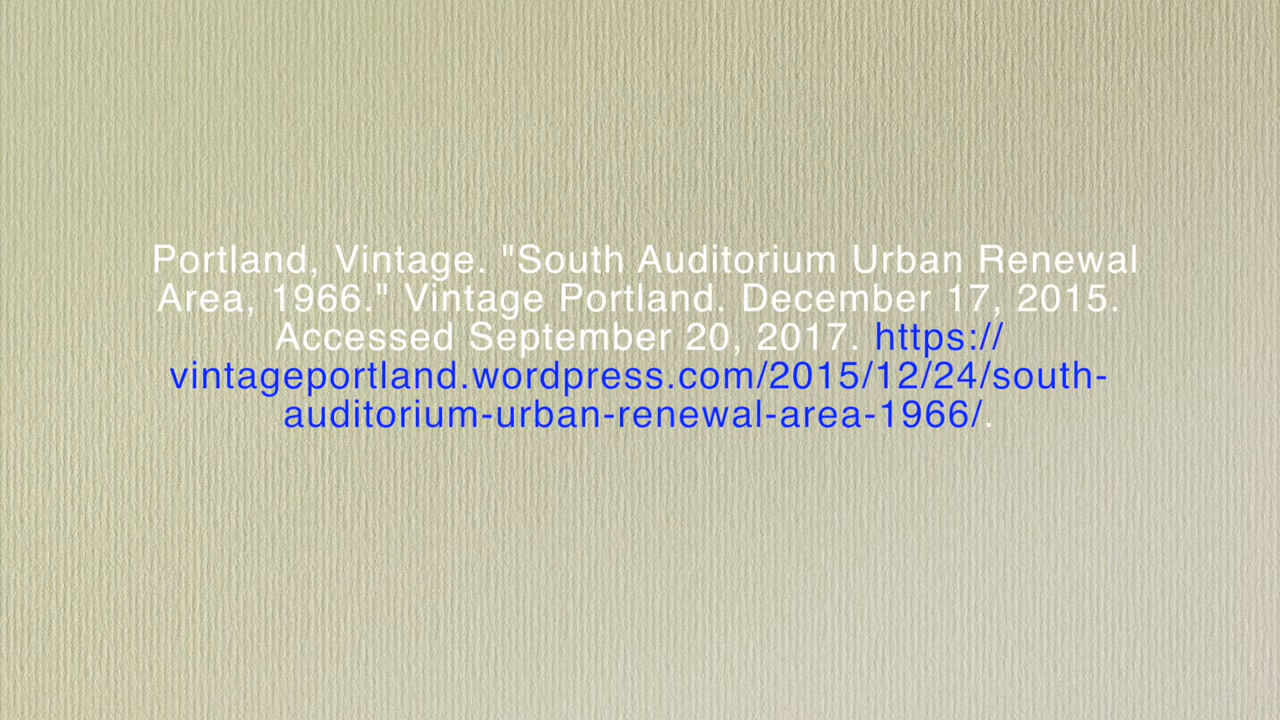 Portland, Vintage. "South Auditorium Urban Renewal
Area, 1966." Vintage Portland. December 17, 2015.
Accessed September 20, 2017. https://
vintageportland.wordpress.com/2015/12/24/south-
auditorium-urban-renewal-area-1966/.